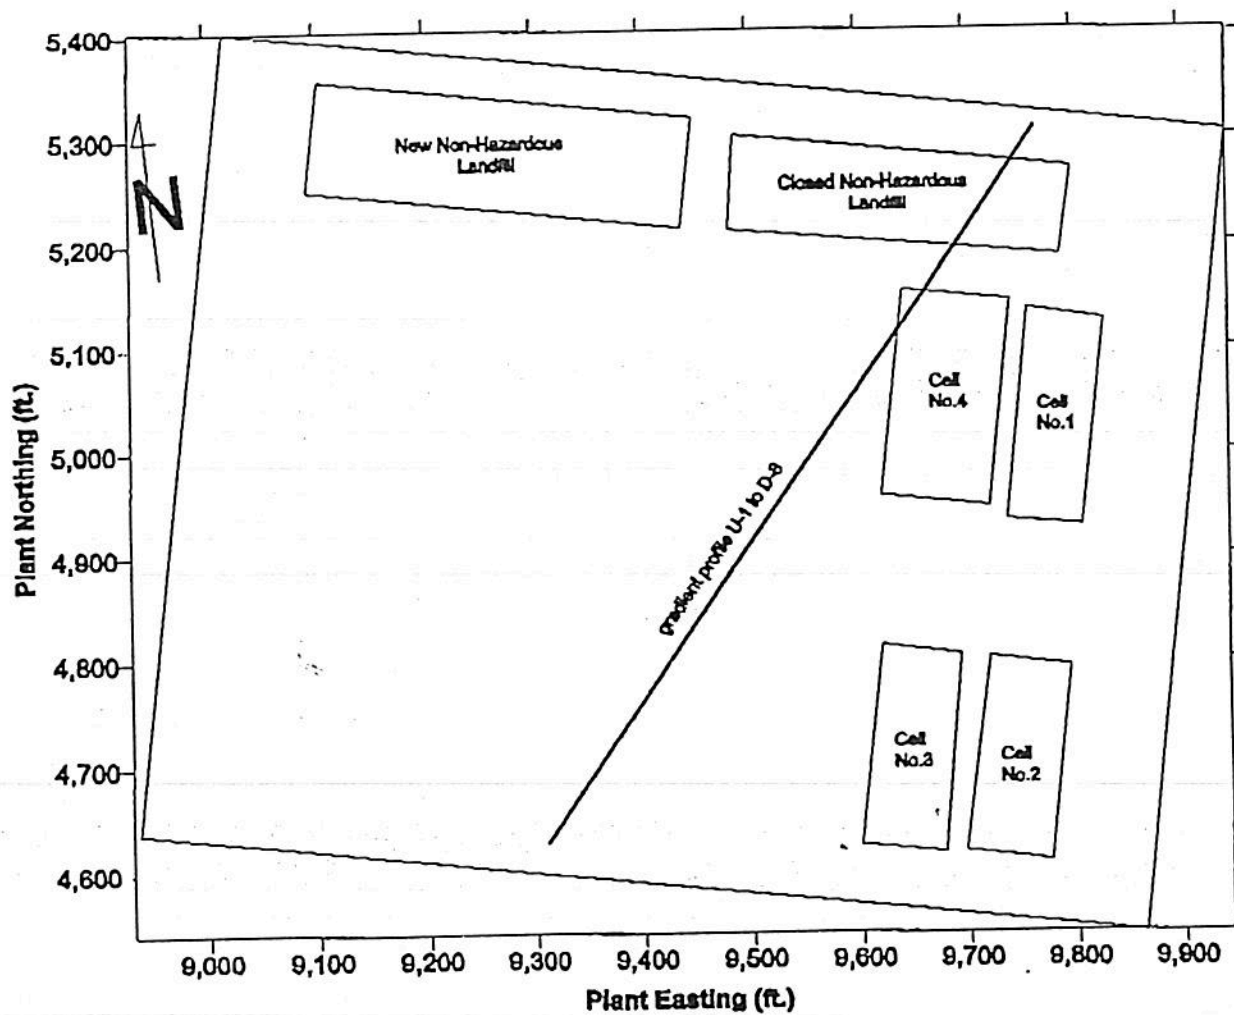 5,400
5,300
5,200
5,100
5,000
4,900
4,800
4,700
4,600
Plant Northing (ft.)
N
New Non-Hazardous
Landfill
Closed Non-Hazardous
Landfill
Cell
No.4
Cell
No.1
gradient profile U-1 to D-8
Cell
No.3
Cell
No.2
9,000 9,100 9,200 9,300 9,400 9,500 9,600 9,700 9,800 9,900
Plant Easting (ft.)